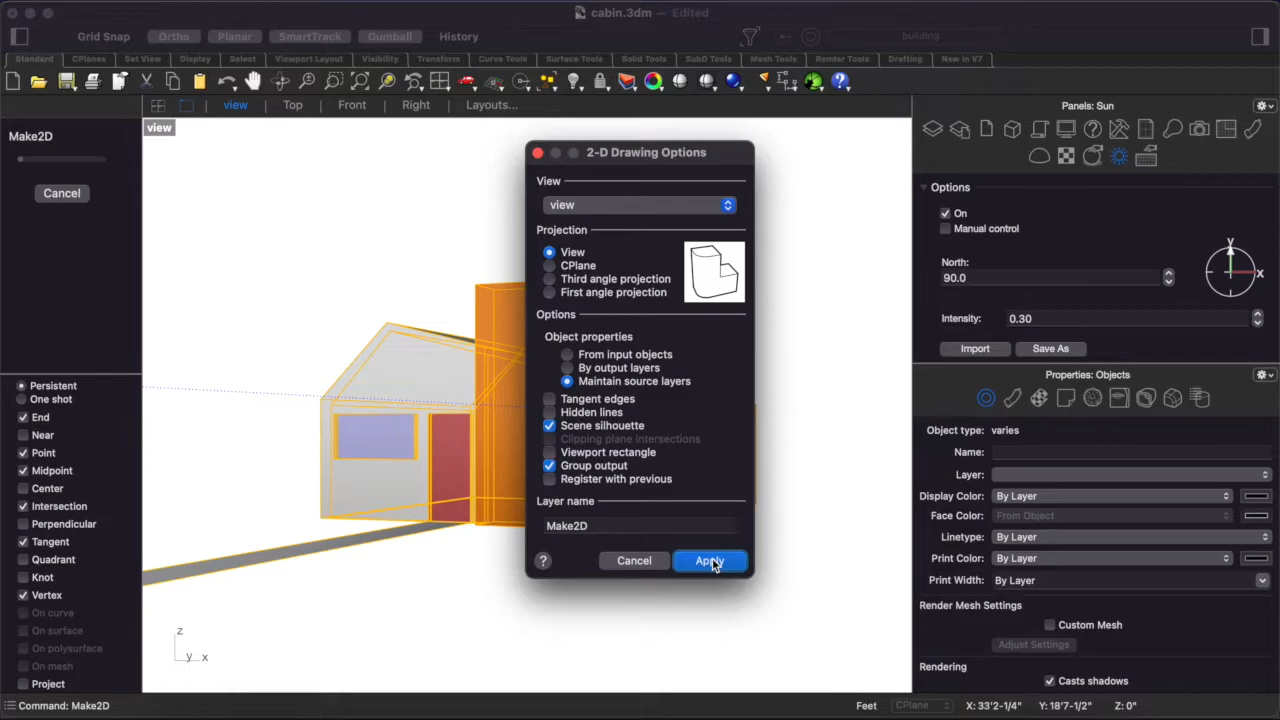 cabin.3dm — Edited
Grid Snap Ortho Planar SmartTrack Gumball History building
Standard CPlanes Set View Display Select Viewport Layout Visibility Transform Curve Tools Surface Tools Solid Tools SubD Tools Mesh Tools Render Tools Drafting New in V7
view Top Front Right Layouts...
Panels: Sun
view
Make2D
Cancel
2-D Drawing Options
View
view
Projection
View
CPlane
Third angle projection
First angle projection
Options
Object properties
From input objects
By output layers
Maintain source layers
Tangent edges
Hidden lines
Scene silhouette
Clipping plane intersections
Viewport rectangle
Group output
Register with previous
Layer name
Make2D
? Cancel Apply
Options
On
Manual control
North:
90.0
y
x
Intensity: 0.30
Import Save As
Properties: Objects
Object type: varies
Name:
Layer:
Display Color: By Layer
Face Color: From Object
Linetype: By Layer
Print Color: By Layer
Print Width: By Layer
Render Mesh Settings
Custom Mesh
Adjust Settings
Rendering
Casts shadows
Persistent
One shot
End
Near
Point
Midpoint
Center
Intersection
Perpendicular
Tangent
Quadrant
Knot
Vertex
On curve
On surface
On polysurface
On mesh
Project
z
y x
Command: Make2D Feet CPlane X: 33'2-1/4" Y: 18'7-1/2" Z: 0"